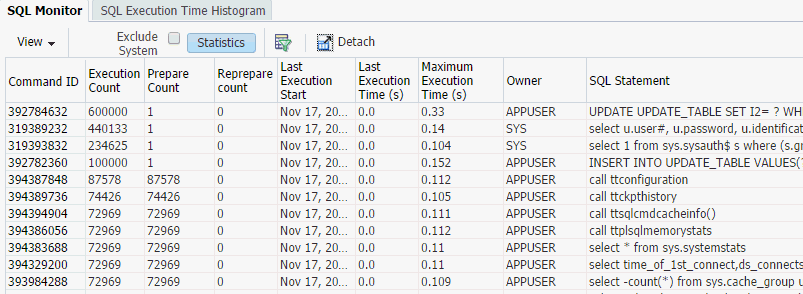 SQL Monitor SQL Execution Time Histogram
View Exclude System Statistics Detach
Command ID Execution Count Prepare Count Reprepare count Last Execution Start Last Execution Time (s) Maximum Execution Time (s) Owner SQL Statement
392784632 600000 1 0 Nov 17, 20... 0.0 0.33 APPUSER UPDATE UPDATE_TABLE SET I2= ? WH
319389232 440133 1 0 Nov 17, 20... 0.0 0.14 SYS select u.user#, u.password, u.identificat
319393832 234625 1 0 Nov 17, 20... 0.0 0.104 SYS select 1 from sys.sysauth$ s where (s.gr
392782360 100000 1 0 Nov 17, 20... 0.0 0.152 APPUSER INSERT INTO UPDATE_TABLE VALUES(
394387848 87578 87578 0 Nov 17, 20... 0.0 0.112 APPUSER call ttconfiguration
394389736 74426 74426 0 Nov 17, 20... 0.0 0.105 APPUSER call ttckpthistory
394394904 72969 72969 0 Nov 17, 20... 0.0 0.111 APPUSER call ttsqlcmdcacheinfo()
394386056 72969 72969 0 Nov 17, 20... 0.0 0.112 APPUSER call ttplsqlmemorystats
394383688 72969 72969 0 Nov 17, 20... 0.0 0.11 APPUSER select * from sys.systemstats
394329200 72969 72969 0 Nov 17, 20... 0.0 0.11 APPUSER select time_of_1st_connect,ds_connects
393984288 72969 72969 0 Nov 17, 20... 0.0 0.109 APPUSER select -count(*) from sys.cache_group u